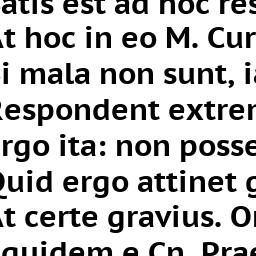 atis est ad hoc res
At hoc in eo M. Cur
i mala non sunt, ia
Respondent extrem
rgo ita: non posse
Quid ergo attinet g
At certe gravius. On
quidem e Cn. Prae